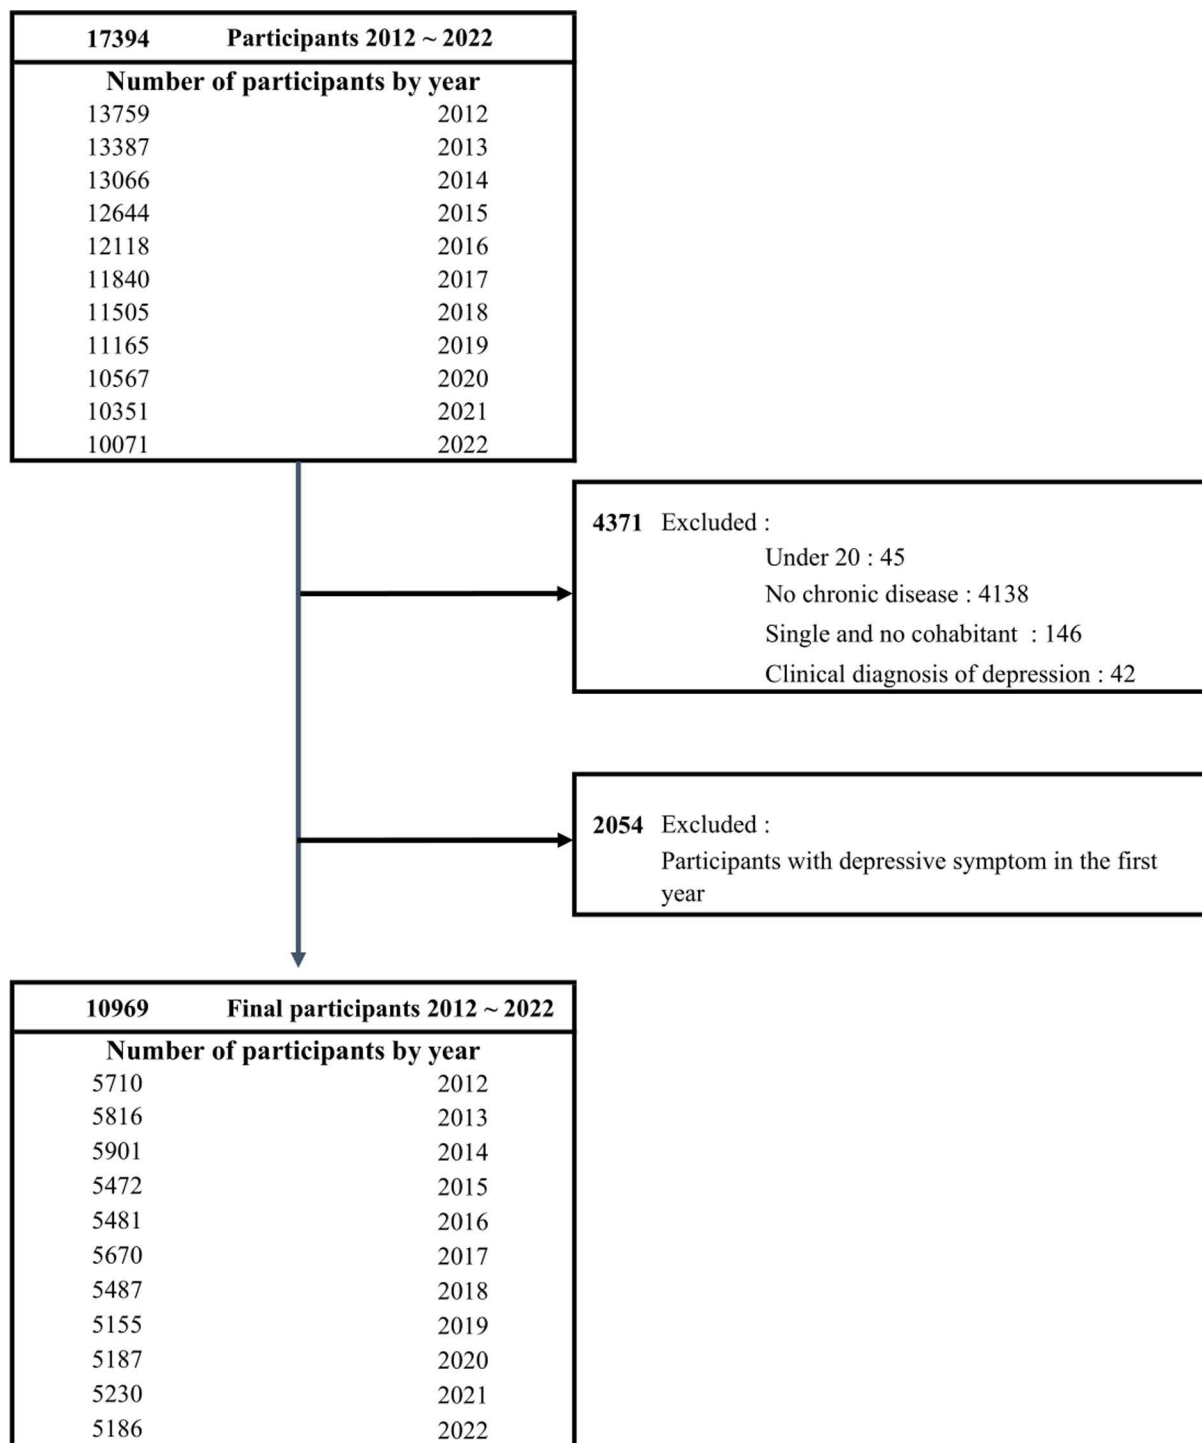 17394 Participants 2012 ~ 2022
Number of participants by year
13759 2012
13387 2013
13066 2014
12644 2015
12118 2016
11840 2017
11505 2018
11165 2019
10567 2020
10351 2021
10071 2022
4371 Excluded :
Under 20 : 45
No chronic disease : 4138
Single and no cohabitant : 146
Clinical diagnosis of depression : 42
2054 Excluded :
Participants with depressive symptom in the first
year
10969 Final participants 2012 ~ 2022
Number of participants by year
5710 2012
5816 2013
5901 2014
5472 2015
5481 2016
5670 2017
5487 2018
5155 2019
5187 2020
5230 2021
5186 2022